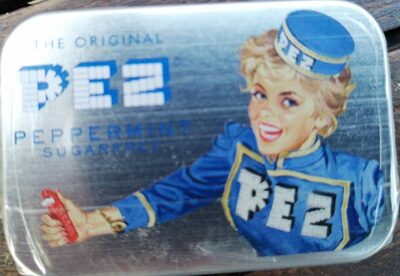 THE ORIGINAL
PEZ
PEPPERMINT
SUGARFREE
PEZ
PEZ